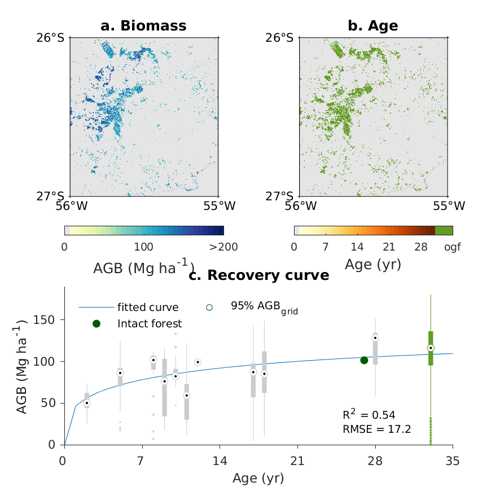 a. Biomass
b. Age
26°S
26°S
27°S
27°S
56°W
55°W
56°W
55°W
0
100
>200
0
7
14
21
28
ogf
AGB (Mg ha-1)
Age (yr)
c. Recovery curve
fitted curve
95% AGBgrid
Intact forest
150
100
50
0
AGB (Mg ha-1)
R2 = 0.54
RMSE = 17.2
0
7
14
21
28
35
Age (yr)